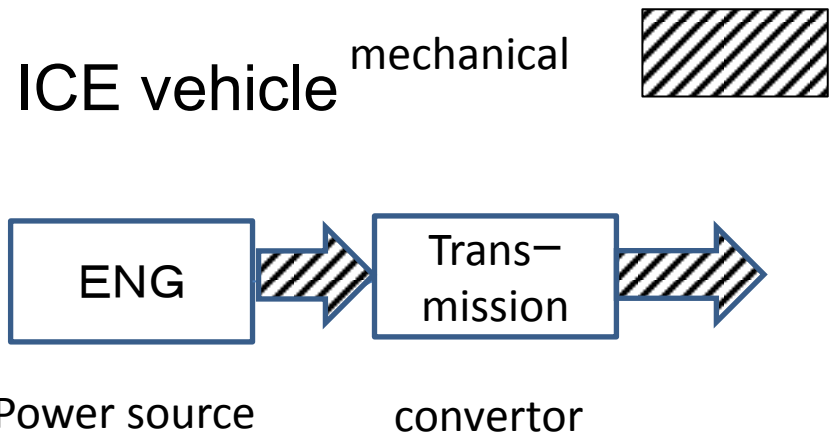 mechanical
ICE vehicle
ENG
Trans-
mission
Power source
convertor